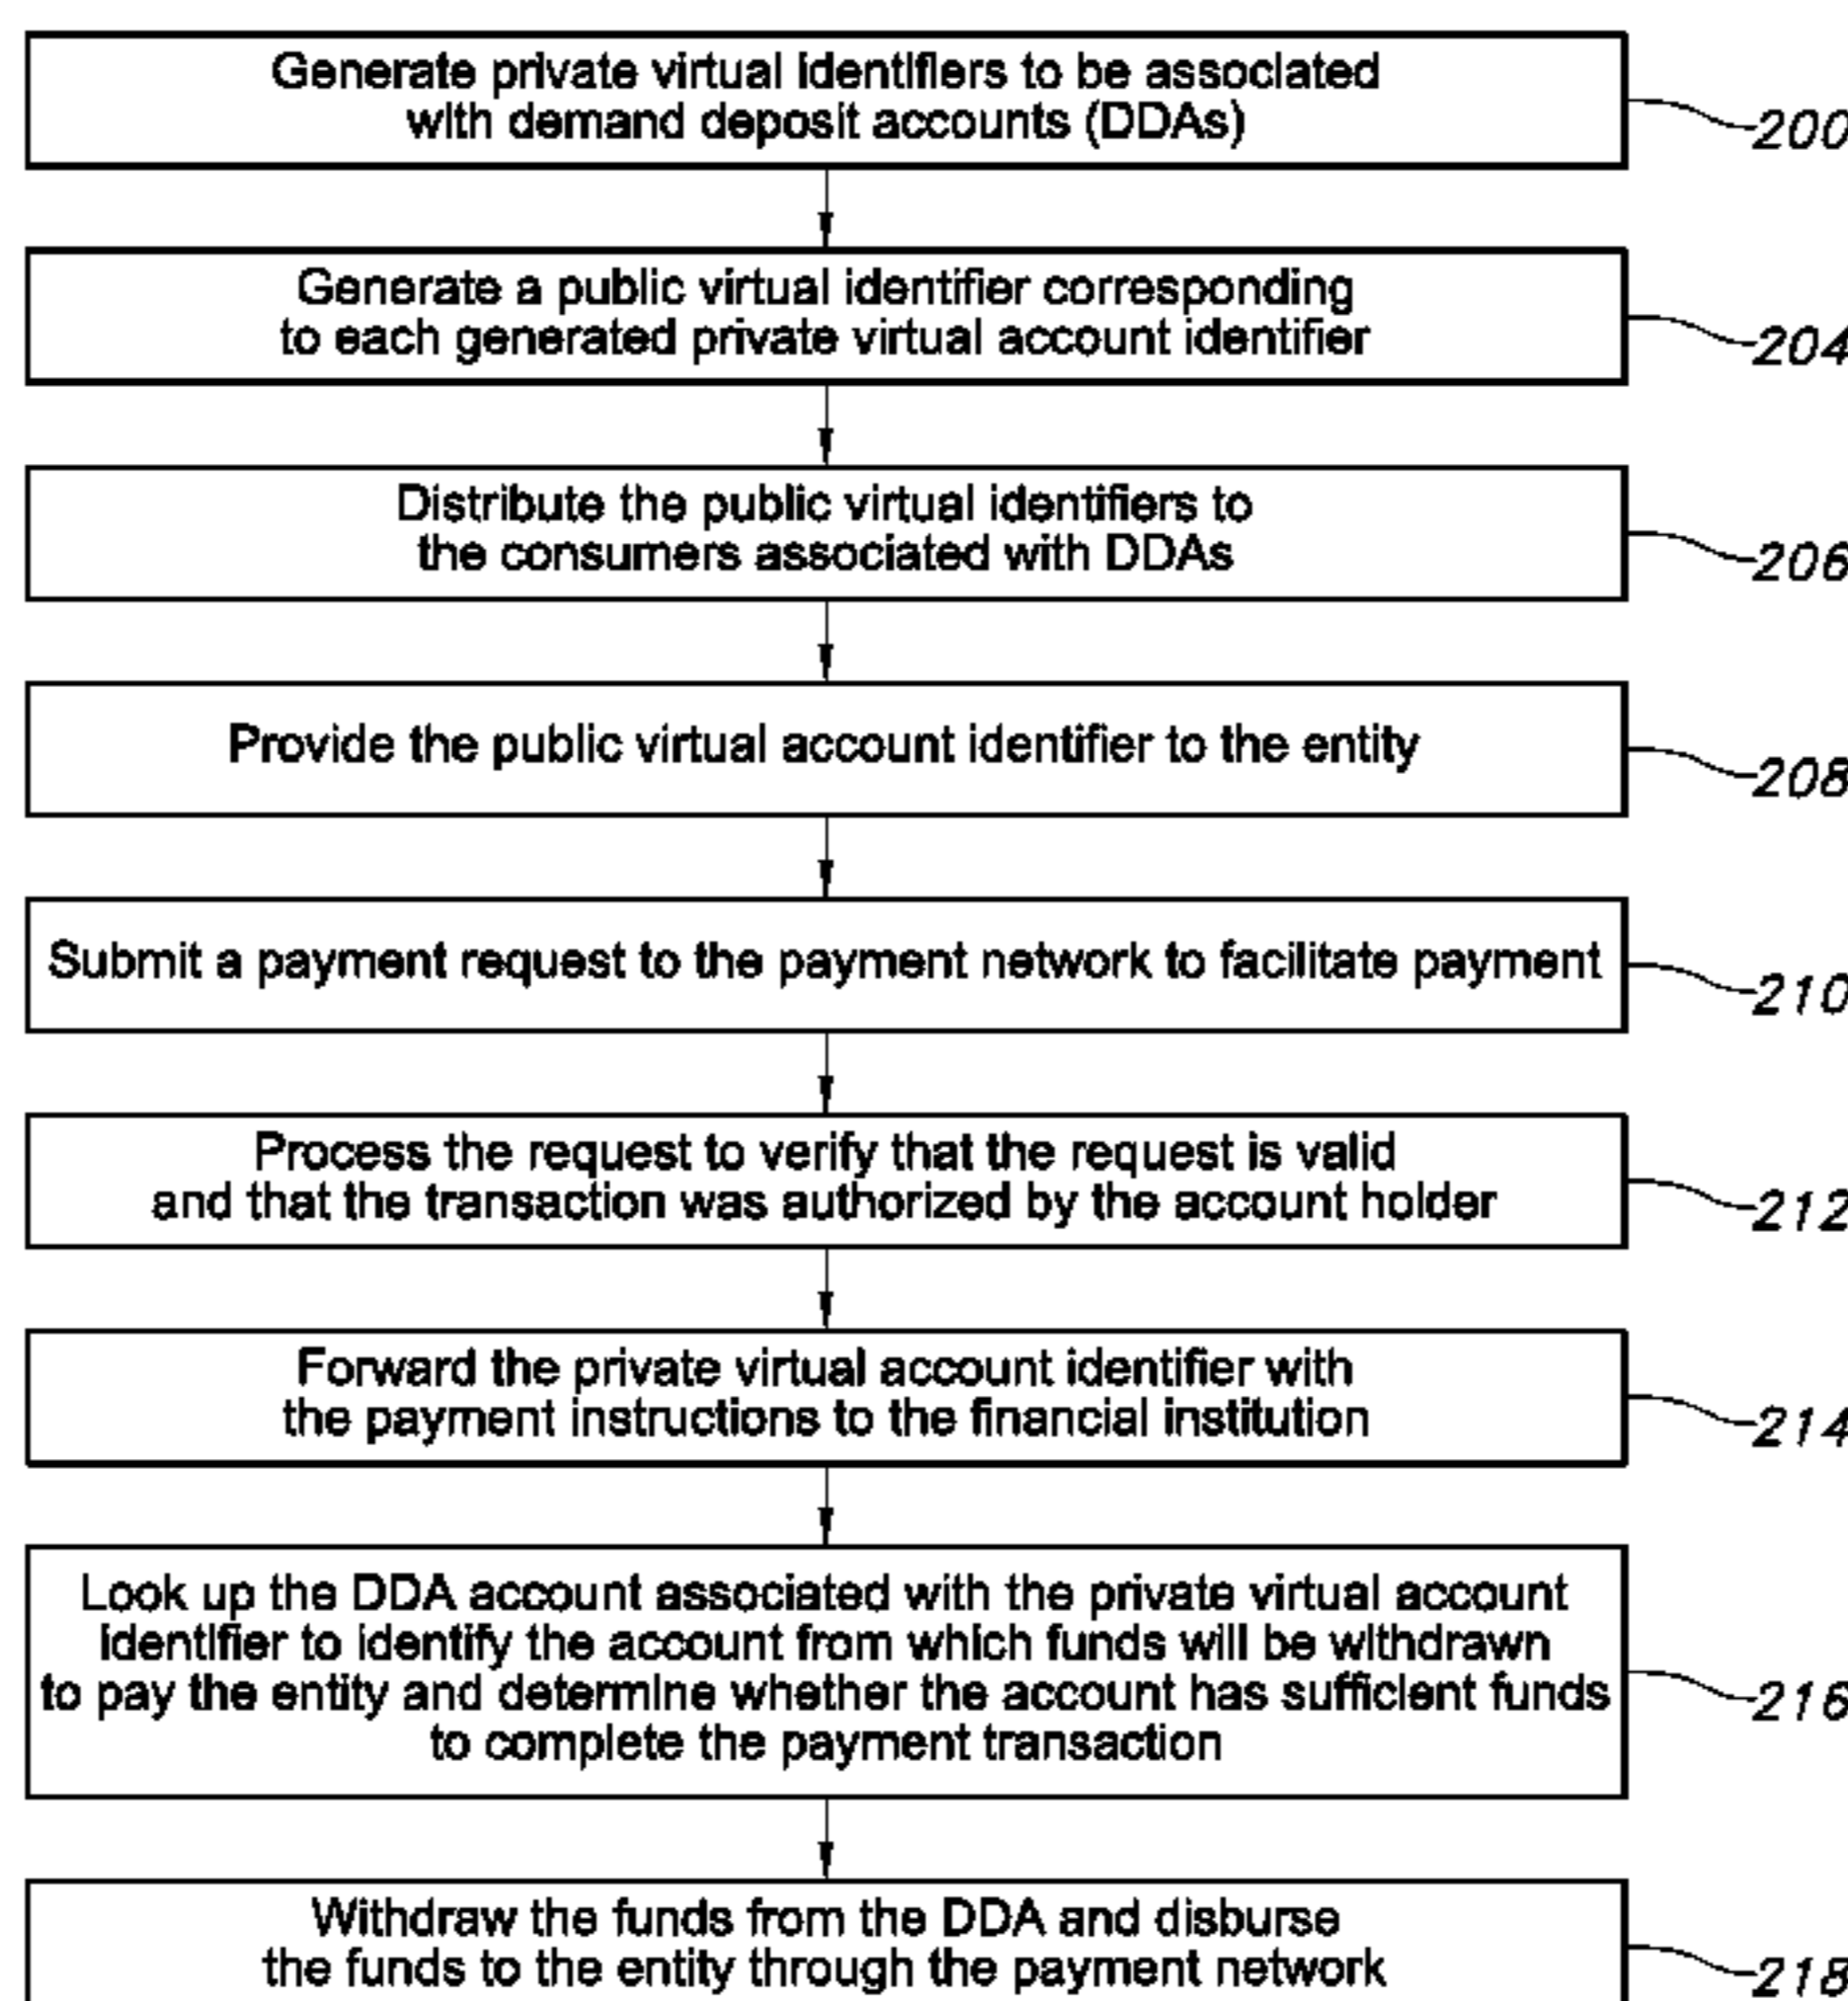 Generate private virtual identifiers to be associated
with demand deposit accounts (DDAs)
200
Generate a public virtual identifier corresponding
to each generated private virtual account identifier
204
Distribute the public virtual identifiers to
the consumers associated with DDAs
206
Provide the public virtual account identifier to the entity
208
Submit a payment request to the payment network to facilitate payment
210
Process the request to verify that the request is valid
and that the transaction was authorized by the account holder
212
Forward the private virtual account identifier with
the payment instructions to the financial institution
214
Look up the DDA account associated with the private virtual account
identifier to identify the account from which funds will be withdrawn
to pay the entity and determine whether the account has sufficient funds
to complete the payment transaction
216
Withdraw the funds from the DDA and disburse
the funds to the entity through the payment network
218